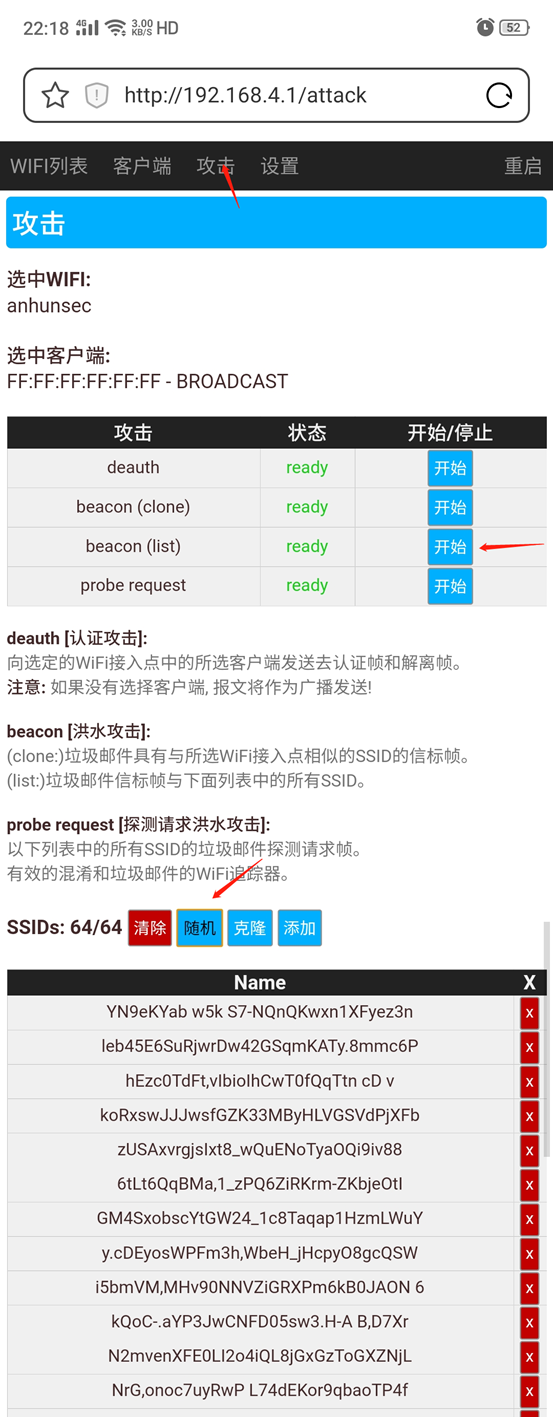 22:18 4G 3.00 KB/S HD 52
http://192.168.4.1/attack
WIFI列表 客户端 攻击 设置 重启
攻击
选中WIFI:
anhunsec
选中客户端:
FF:FF:FF:FF:FF:FF - BROADCAST
攻击 状态 开始/停止
deauth ready 开始
beacon (clone) ready 开始
beacon (list) ready 开始
probe request ready 开始
deauth [认证攻击]:
向选定的WiFi接入点中的所选客户端发送去认证帧和解离帧。
注意: 如果没有选择客户端, 报文将作为广播发送!
beacon [洪水攻击]:
(clone:)垃圾邮件具有与所选WiFi接入点相似的SSID的信标帧。
(list:)垃圾邮件信标帧与下面列表中的所有SSID。
probe request [探测请求洪水攻击]:
以下列表中的所有SSID的垃圾邮件探测请求帧。
有效的混淆和垃圾邮件的WiFi追踪器。
SSIDs: 64/64 清除 随机 克隆 添加
Name X
YN9eKYab w5k S7-NQnQKwxn1XFyez3n X
leb45E6SuRjwrDw42GSqmKATy.8mmc6P X
hEzc0TdFt,vIbioIhCwT0fQqTtn cD v X
koRxswJJJwsfGZK33MByHLVGSVdPjXFb X
zUSAxvrgjsIxt8_wQuENoTyaOQi9iv88 X
6tLt6QqBMa,1_zPQ6ZiRKrm-ZKbjeOtI X
GM4SxobscYtGW24_1c8Taqap1HzmLWuY X
y.cDEyosWPFm3h,WbeH_jHcpyO8gcQSW X
i5bmVM,MHv90NNVZiGRXPm6kB0JAON 6 X
kQoC-.aYP3JwCNFD05sw3.H-A B,D7Xr X
N2mvenXFE0LI2o4iQL8jGxGzToGXZNjL X
NrG,onoc7uyRwP L74dEKor9qbaoTP4f X